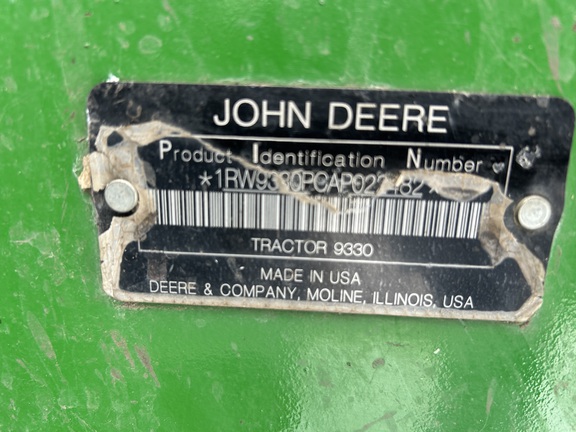 JOHN DEERE
Product Identification Number
TRACTOR 9330
MADE IN USA
DEERE & COMPANY, MOLINE, ILLINOIS, USA